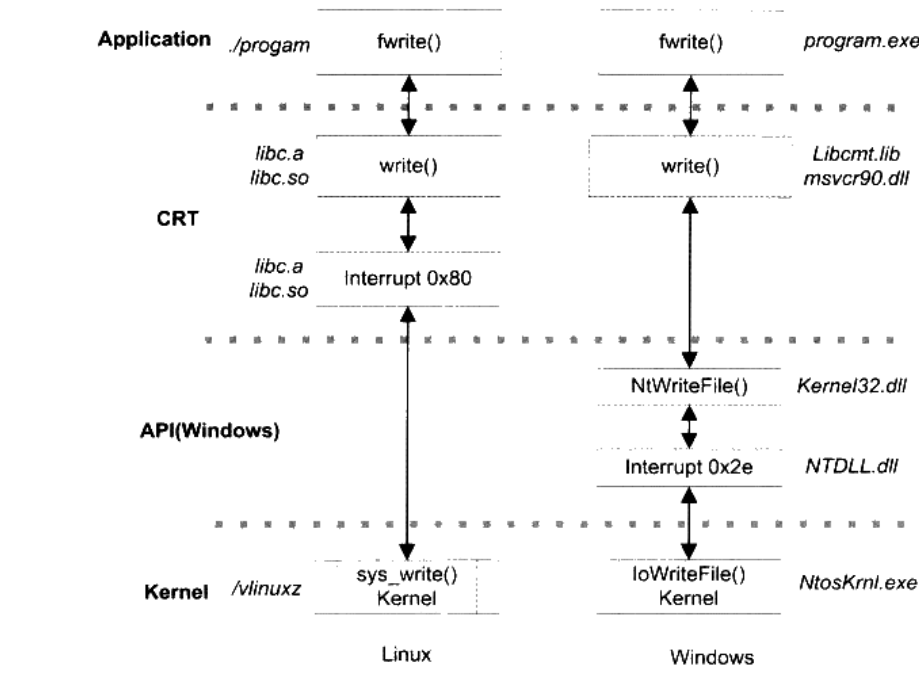 Application ./progam fwrite() fwrite() program.exe
libc.a
libc.so
write() write() Libcmt.lib
msvcr90.dll
CRT
libc.a
libc.so
Interrupt 0x80
NtWriteFile() Kernel32.dll
API(Windows)
Interrupt 0x2e NTDLL.dll
Kernel /vlinuxz sys_write()
Kernel
IoWriteFile()
Kernel
NtosKrnl.exe
Linux Windows